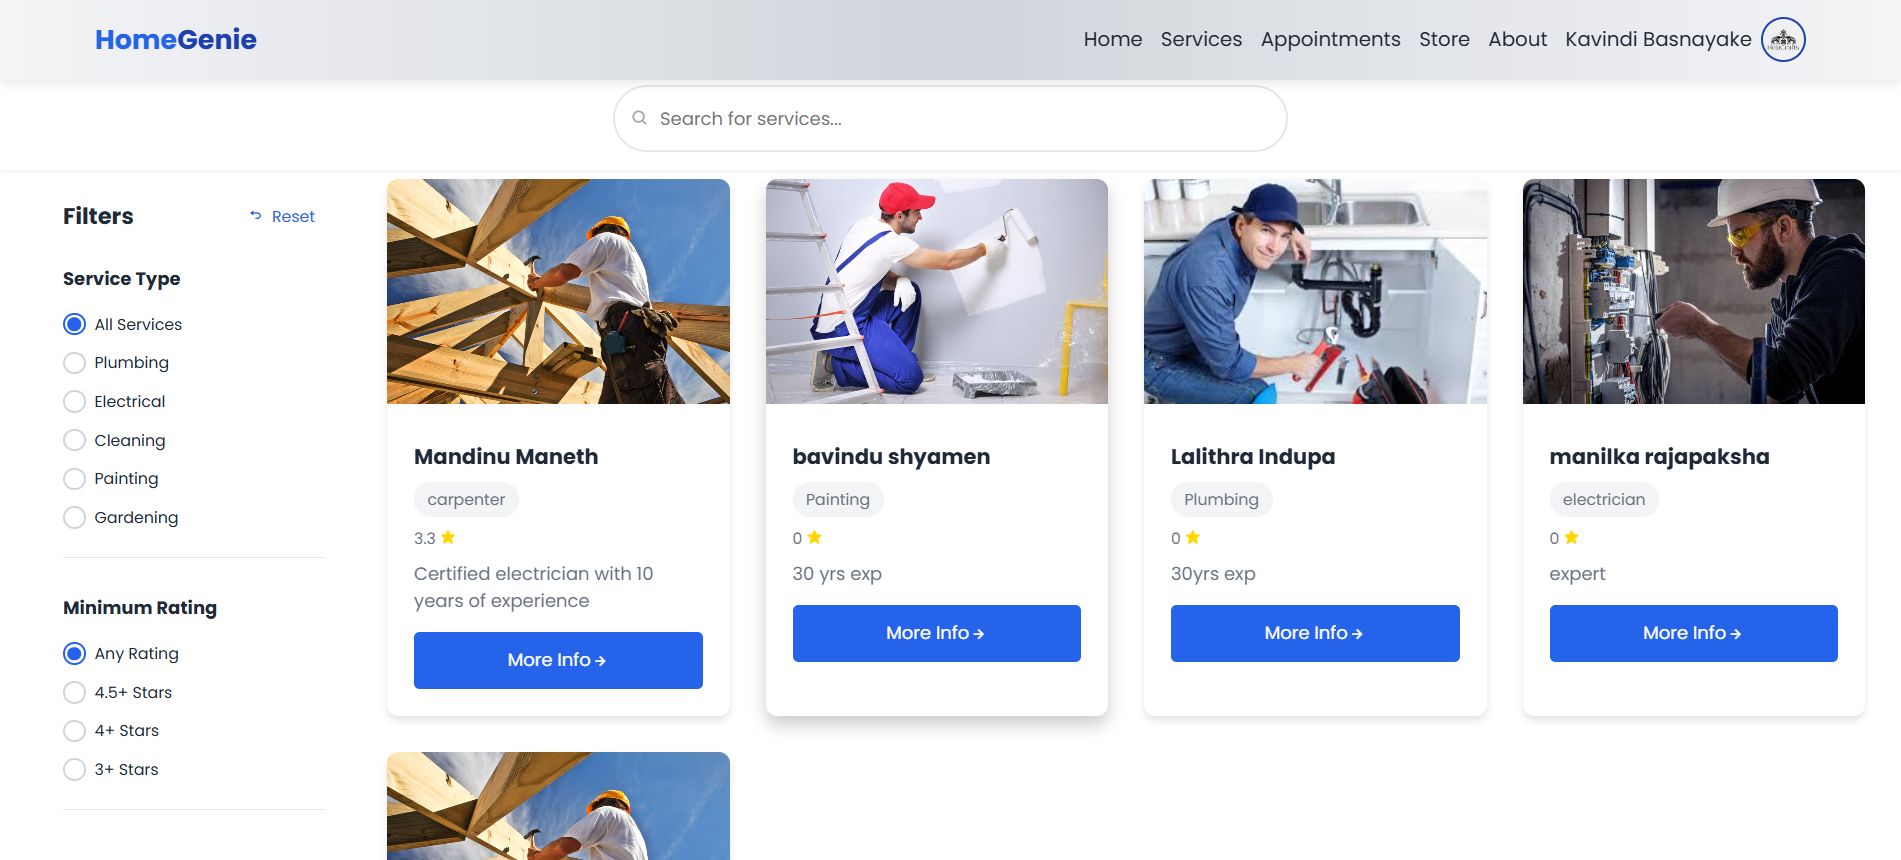 HomeGenie
Home Services Appointments Store About Kavindi Basnayake
Search for services...
Filters
Reset
Service Type
All Services
Plumbing
Electrical
Cleaning
Painting
Gardening
Minimum Rating
Any Rating
4.5+ Stars
4+ Stars
3+ Stars
Mandinu Maneth
carpenter
3.3
Certified electrician with 10
years of experience
More Info →
bavindu shyamen
Painting
0
30 yrs exp
More Info →
Lalithra Indupa
Plumbing
0
30yrs exp
More Info →
manilka rajapaksha
electrician
0
expert
More Info →